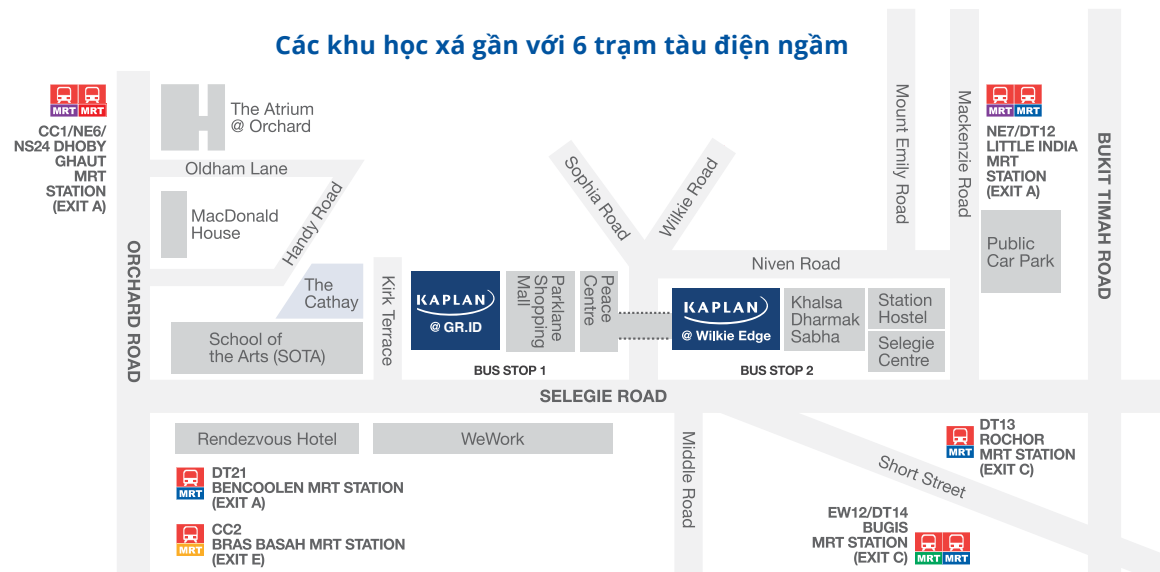 Các khu học xá gần với 6 trạm tàu điện ngầm
MRT MRT
CC1/NE6/
NS24 DHOBY
GHAUT
MRT
STATION
(EXIT A)
The Atrium
@ Orchard
Oldham Lane
MacDonald
House
Handy Road
ORCHARD ROAD
The
Cathay
School of
the Arts (SOTA)
Kirk Terrace
KAPLAN
@ GR.ID
Parklane
Shopping
Mall
Peace
Centre
Sophia Road
Wilkie Road
Niven Road
Mount Emily Road
Mackenzie Road
MRT MRT
NE7/DT12
LITTLE INDIA
MRT
STATION
(EXIT A)
BUKIT TIMAH ROAD
Public
Car Park
KAPLAN
@ Wilkie Edge
Khalsa
Dharmak
Sabha
Station
Hostel
Selegie
Centre
BUS STOP 1
BUS STOP 2
SELEGIE ROAD
Rendezvous Hotel
WeWork
Middle Road
Short Street
MRT
DT21
BENCOOLEN MRT STATION
(EXIT A)
MRT
CC2
BRAS BASAH MRT STATION
(EXIT E)
MRT
DT13
ROCHOR
MRT STATION
(EXIT C)
EW12/DT14
BUGIS
MRT STATION
(EXIT C)
MRT MRT